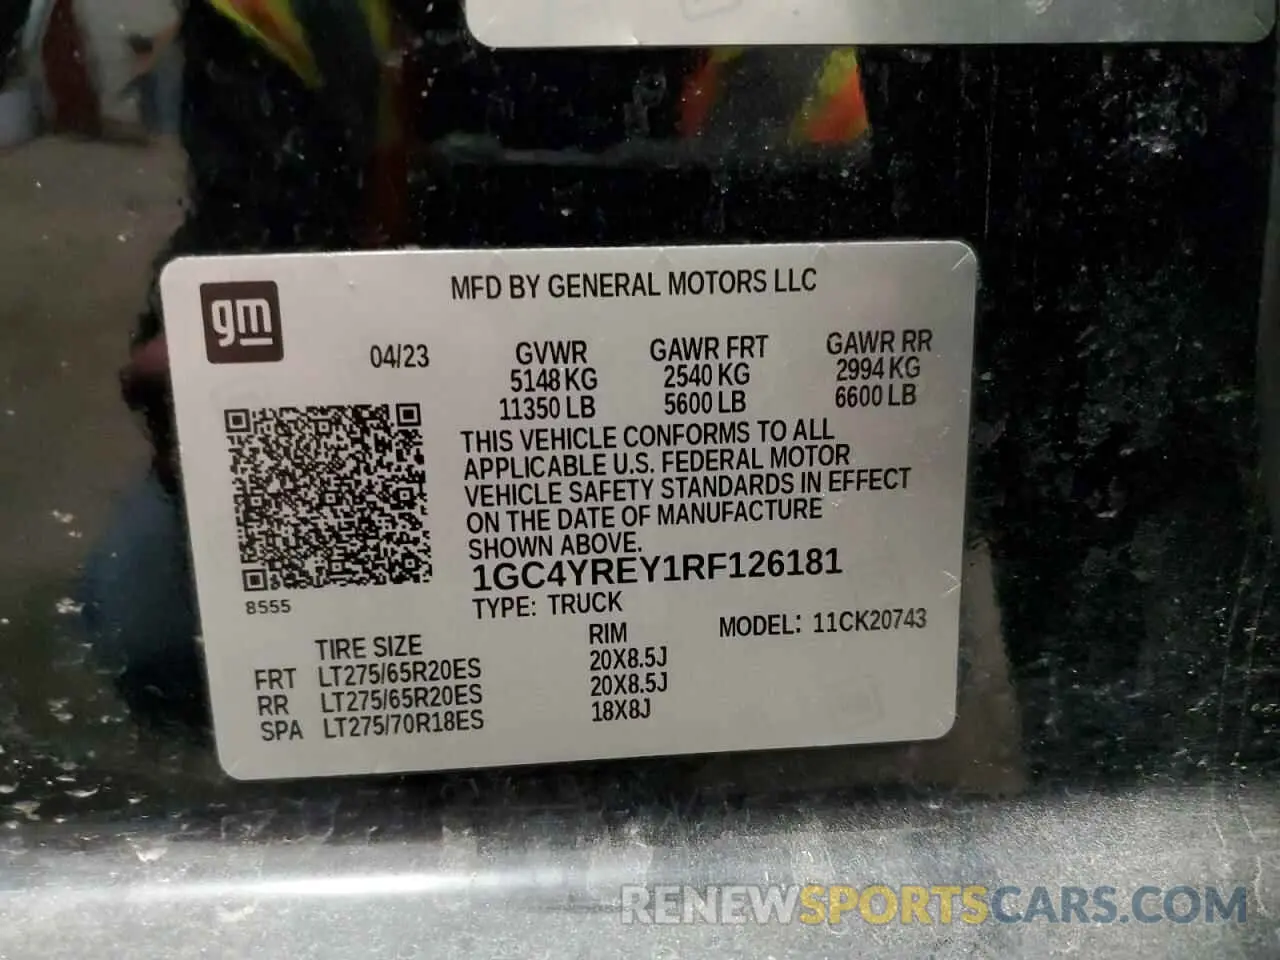 MFD BY GENERAL MOTORS LLC
gm
04/23 GVWR GAWR FRT GAWR RR
5148 KG 2540 KG 2994 KG
11350 LB 5600 LB 6600 LB
THIS VEHICLE CONFORMS TO ALL
APPLICABLE U.S. FEDERAL MOTOR
VEHICLE SAFETY STANDARDS IN EFFECT
ON THE DATE OF MANUFACTURE
SHOWN ABOVE.
1GC4YREY1RF126181
8555
TYPE: TRUCK
MODEL: 11CK20743
TIRE SIZE RIM
FRT LT275/65R20ES 20X8.5J
RR LT275/65R20ES 20X8.5J
SPA LT275/70R18ES 18X8J
RENEWSPORTSCARS.COM